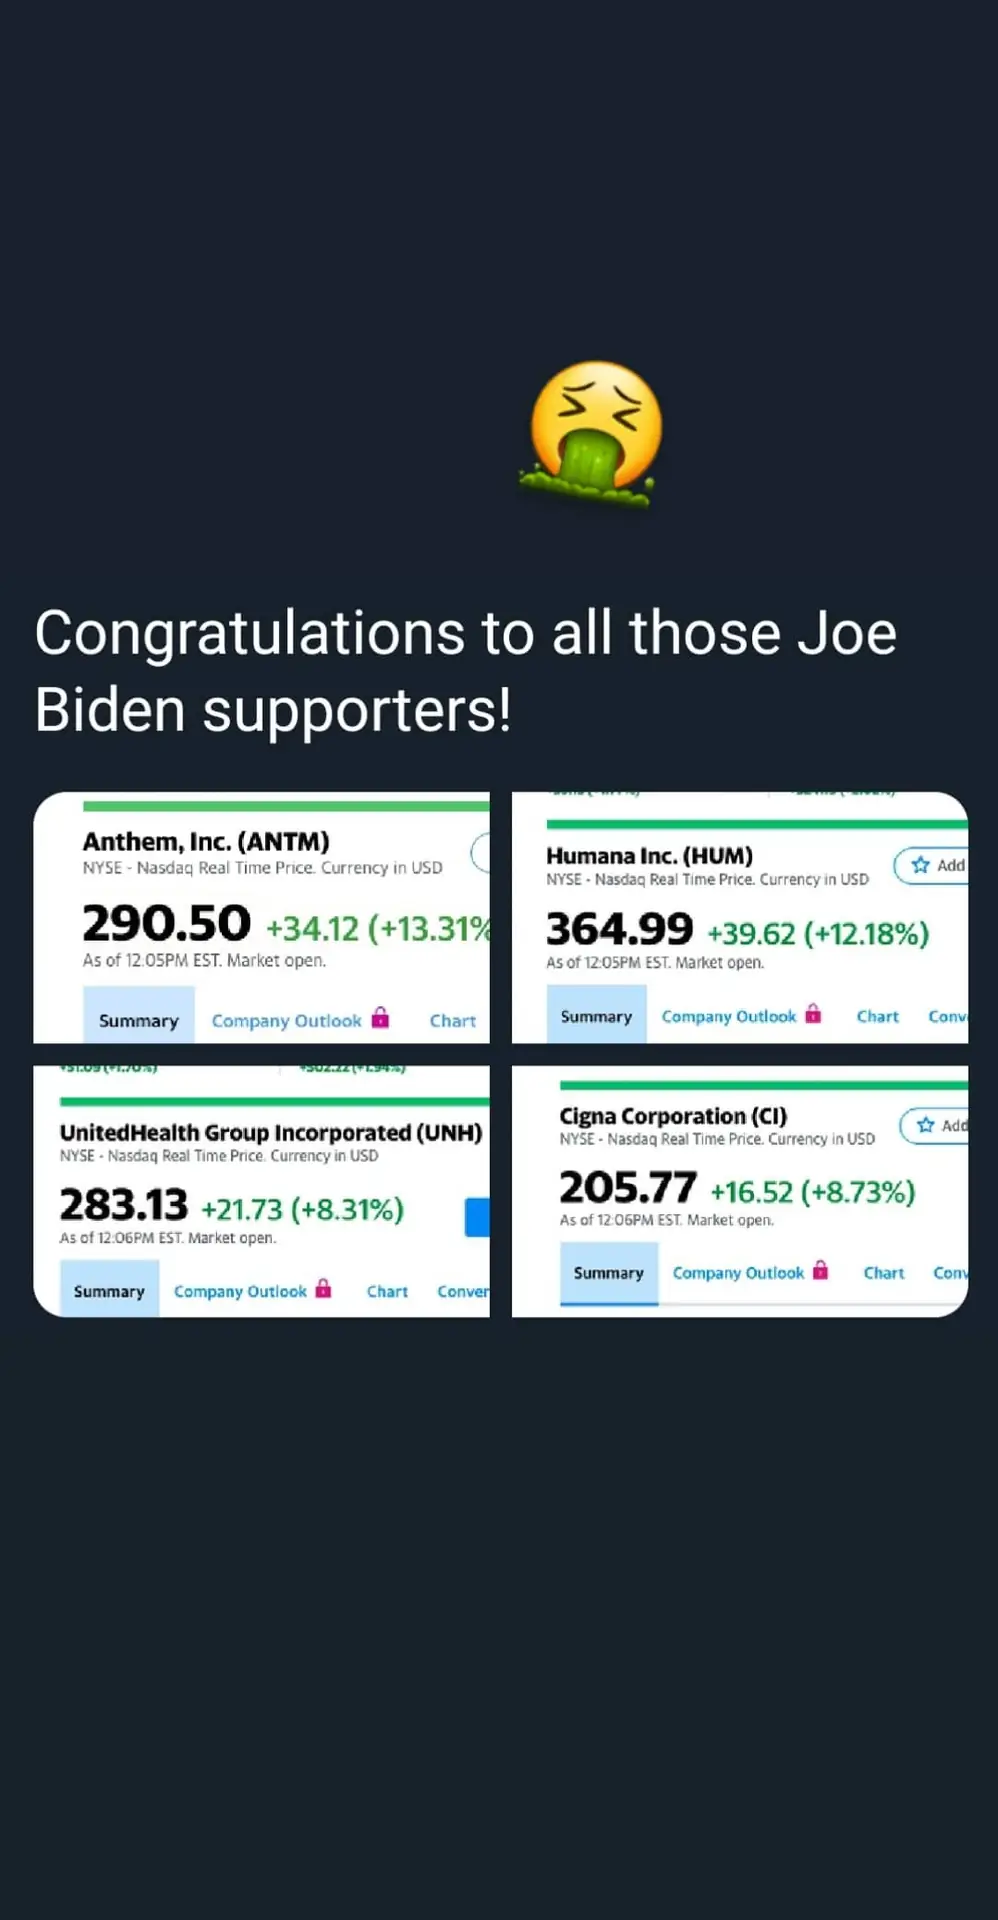 Congratulations to all those Joe
Biden supporters!
Anthem, Inc. (ANTM)
NYSE - Nasdaq Real Time Price. Currency in USD
290.50 +34.12 (+13.31%
As of 12:05PM EST. Market open.
Summary Company Outlook Chart
Humana Inc. (HUM)
NYSE - Nasdaq Real Time Price. Currency in USD
Add
364.99 +39.62 (+12.18%)
As of 12:05PM EST. Market open.
Summary Company Outlook Chart Conv
UnitedHealth Group Incorporated (UNH)
NYSE - Nasdaq Real Time Price. Currency in USD
283.13 +21.73 (+8.31%)
As of 12:06PM EST. Market open.
Summary Company Outlook Chart Conver
Cigna Corporation (CI)
NYSE - Nasdaq Real Time Price. Currency in USD
Add
205.77 +16.52 (+8.73%)
As of 12:06PM EST. Market open.
Summary Company Outlook Chart Conv